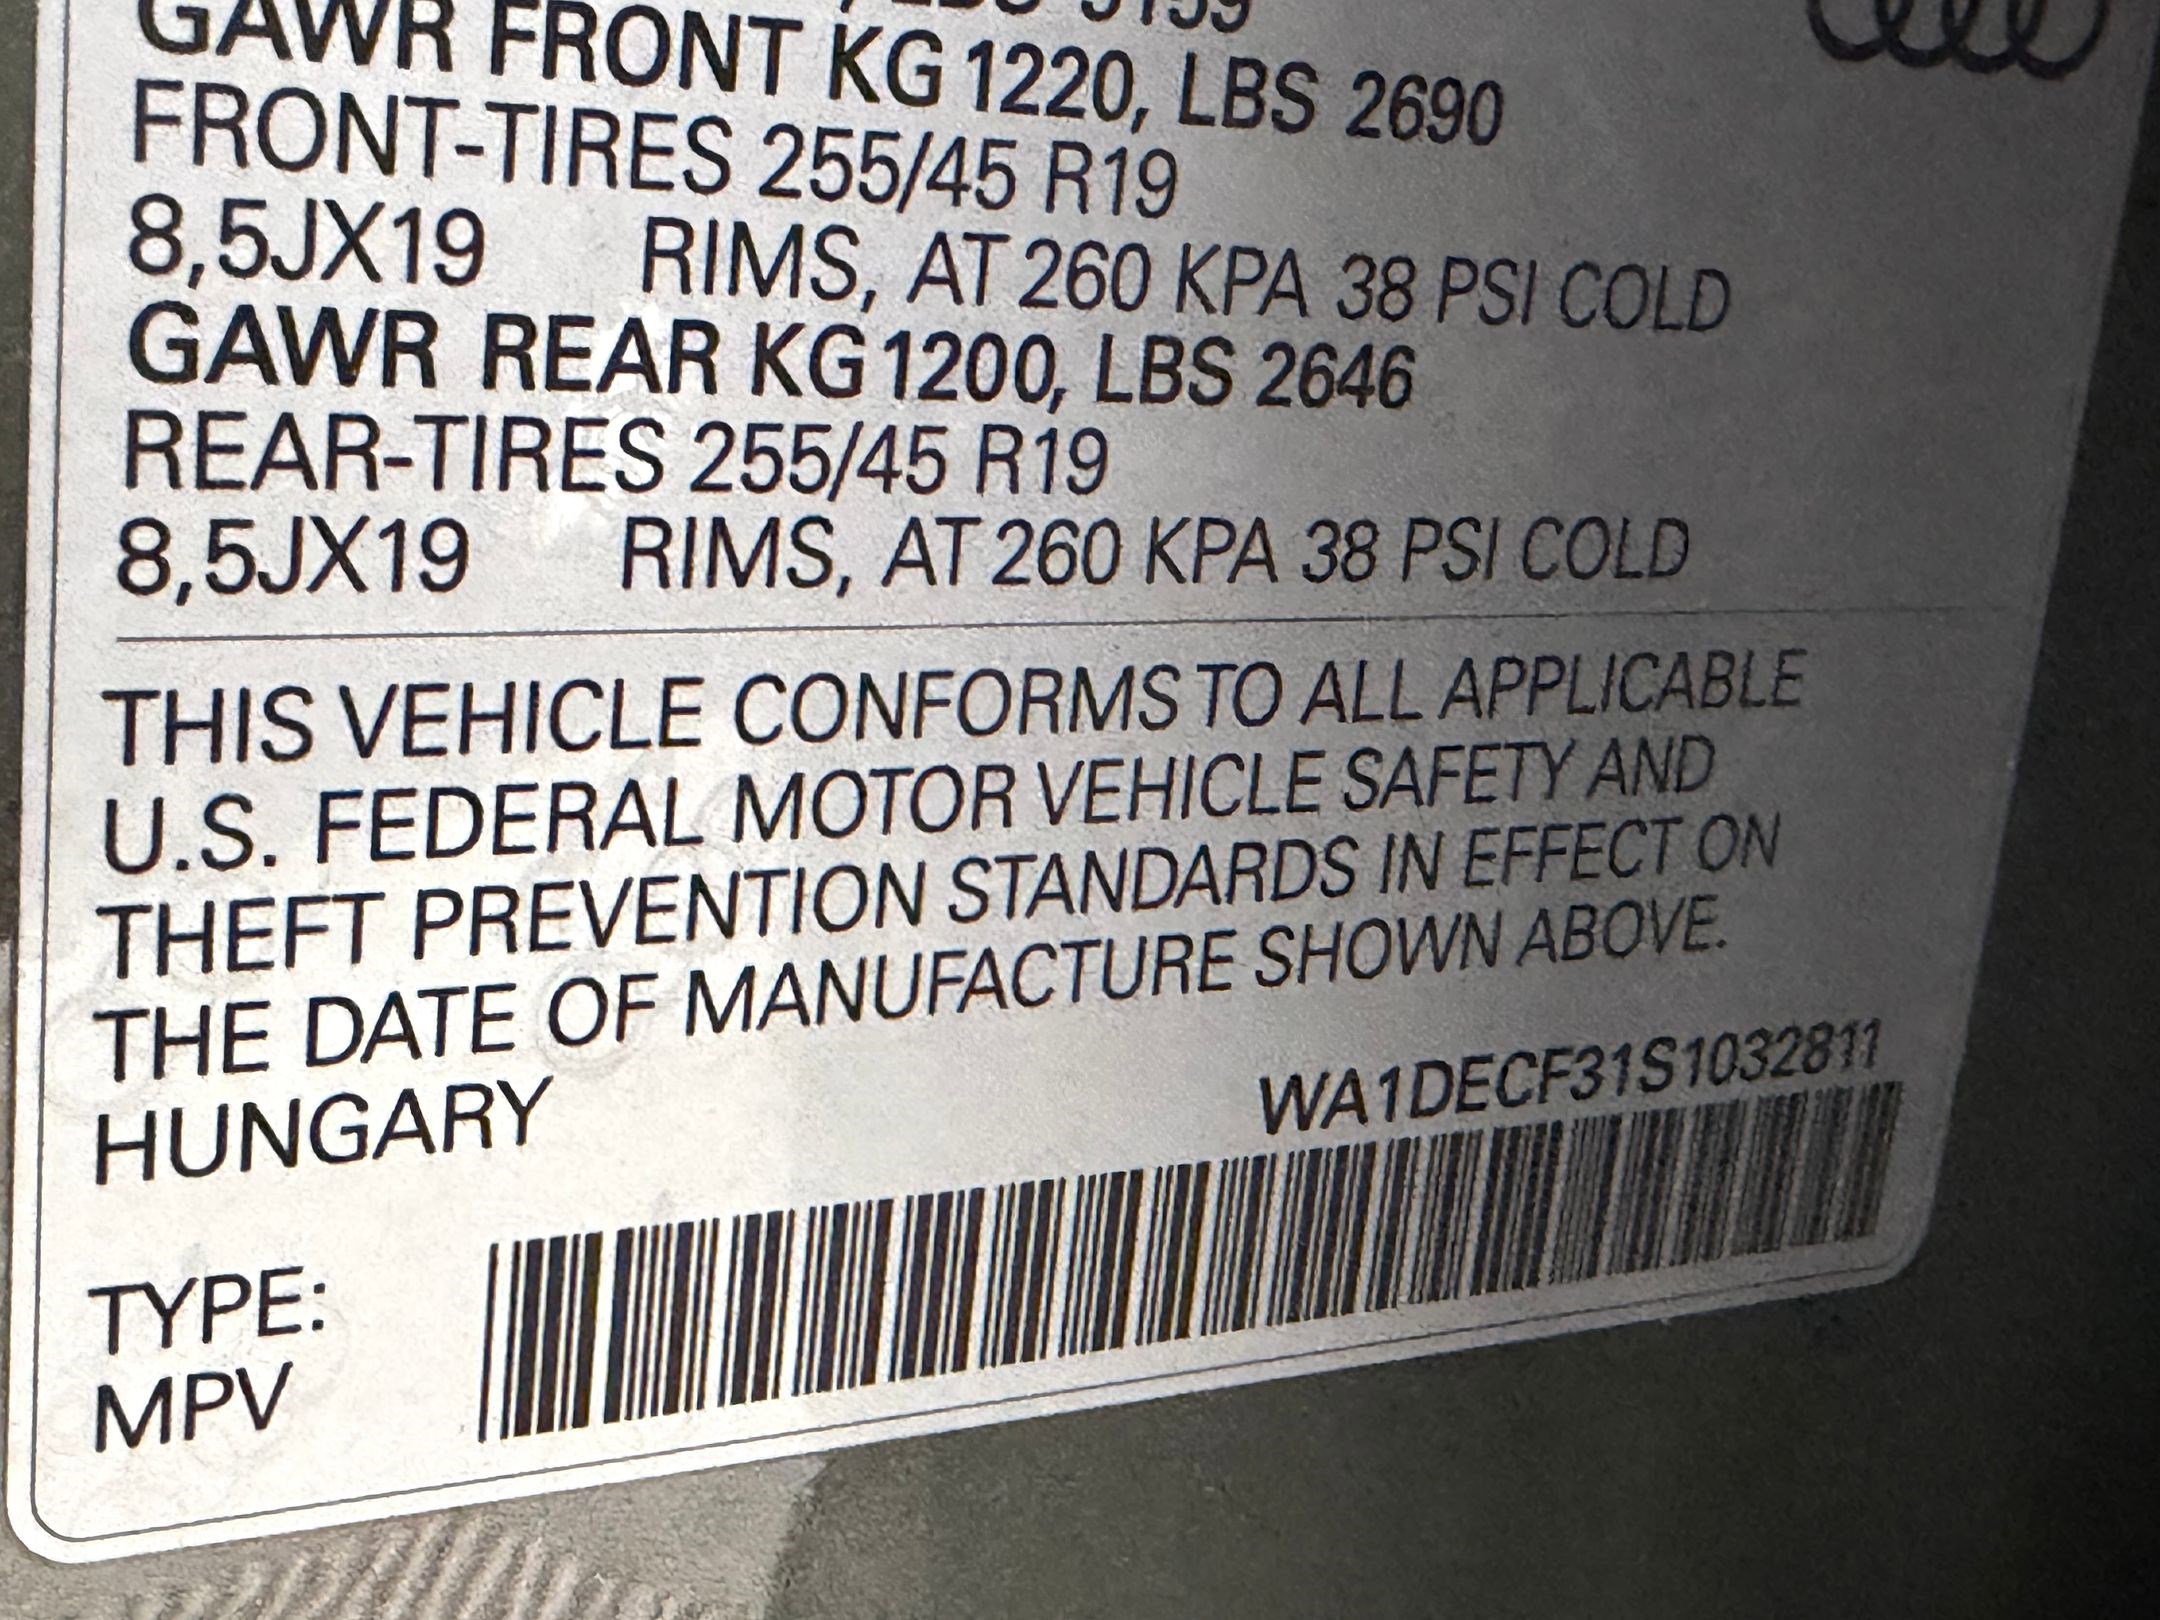 GAWR FRONT KG 1220, LBS 2690
FRONT-TIRES 255/45 R19
8,5JX19 RIMS, AT 260 KPA 38 PSI COLD
GAWR REAR KG 1200, LBS 2646
REAR-TIRES 255/45 R19
8,5JX19 RIMS, AT 260 KPA 38 PSI COLD
THIS VEHICLE CONFORMS TO ALL APPLICABLE
U.S. FEDERAL MOTOR VEHICLE SAFETY AND
THEFT PREVENTION STANDARDS IN EFFECT ON
THE DATE OF MANUFACTURE SHOWN ABOVE.
HUNGARY
WA1DECF31S1032811
TYPE:
MPV